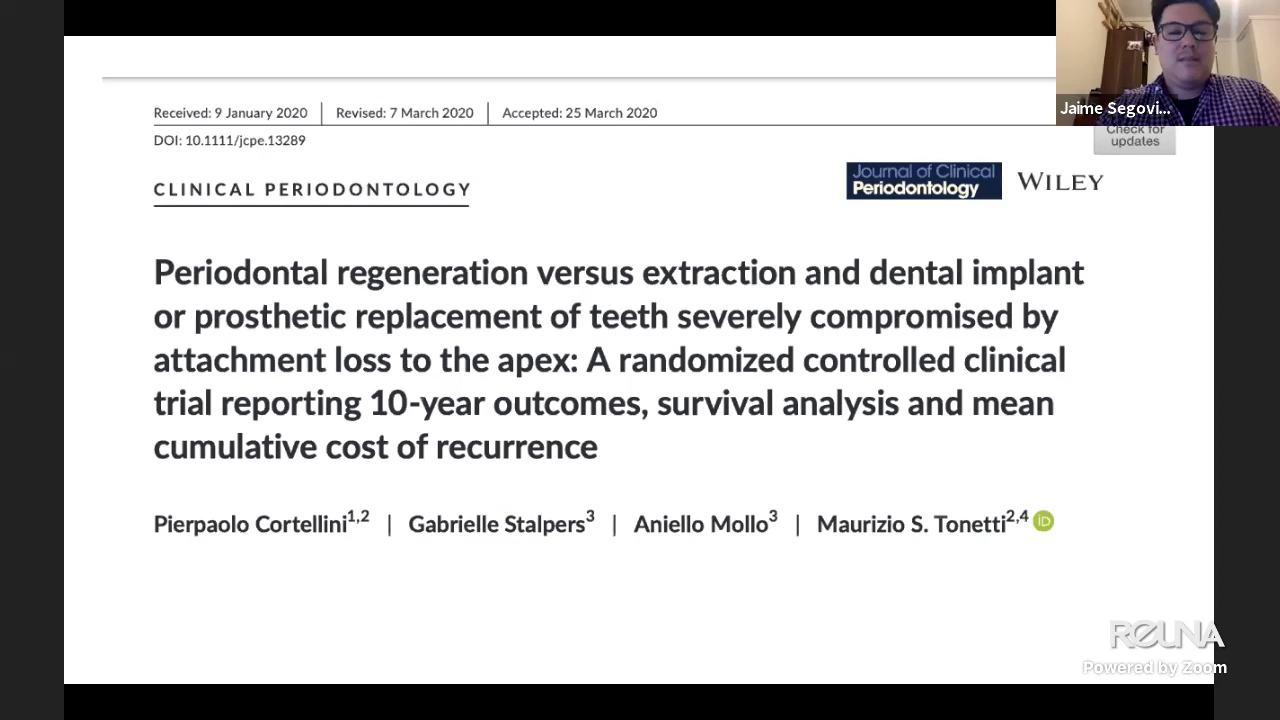 Jaime Segovi...
Received: 9 January 2020 | Revised: 7 March 2020 | Accepted: 25 March 2020
Check for
updates
DOI: 10.1111/jcpe.13289
CLINICAL PERIODONTOLOGY
Journal of Clinical
Periodontology
WILEY
Periodontal regeneration versus extraction and dental implant
or prosthetic replacement of teeth severely compromised by
attachment loss to the apex: A randomized controlled clinical
trial reporting 10-year outcomes, survival analysis and mean
cumulative cost of recurrence
Pierpaolo Cortellini1,2 | Gabrielle Stalpers3 | Aniello Mollo3 | Maurizio S. Tonetti2,4 iD
REUNA
Powered by Zoom